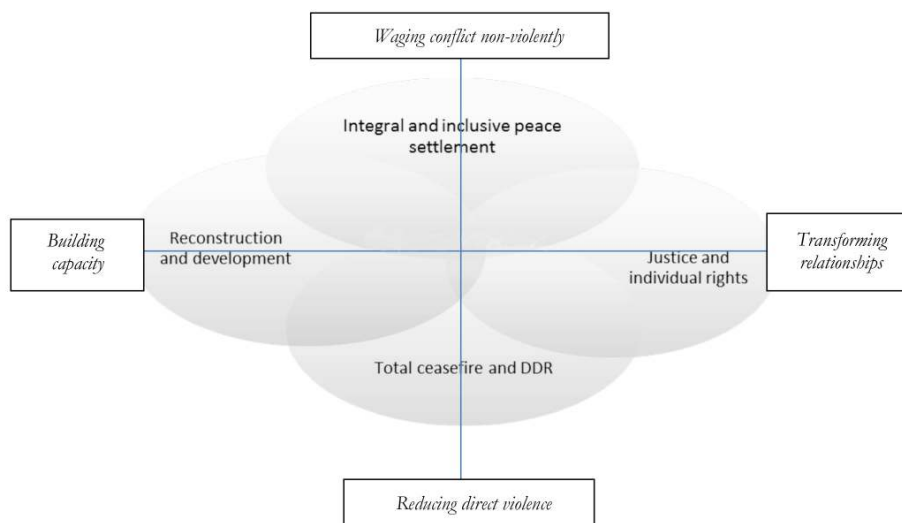 Waging conflict non-violently
Integral and inclusive peace
settlement
Building
capacity
Reconstruction
and development
Justice and
individual rights
Transforming
relationships
Total ceasefire and DDR
Reducing direct violence